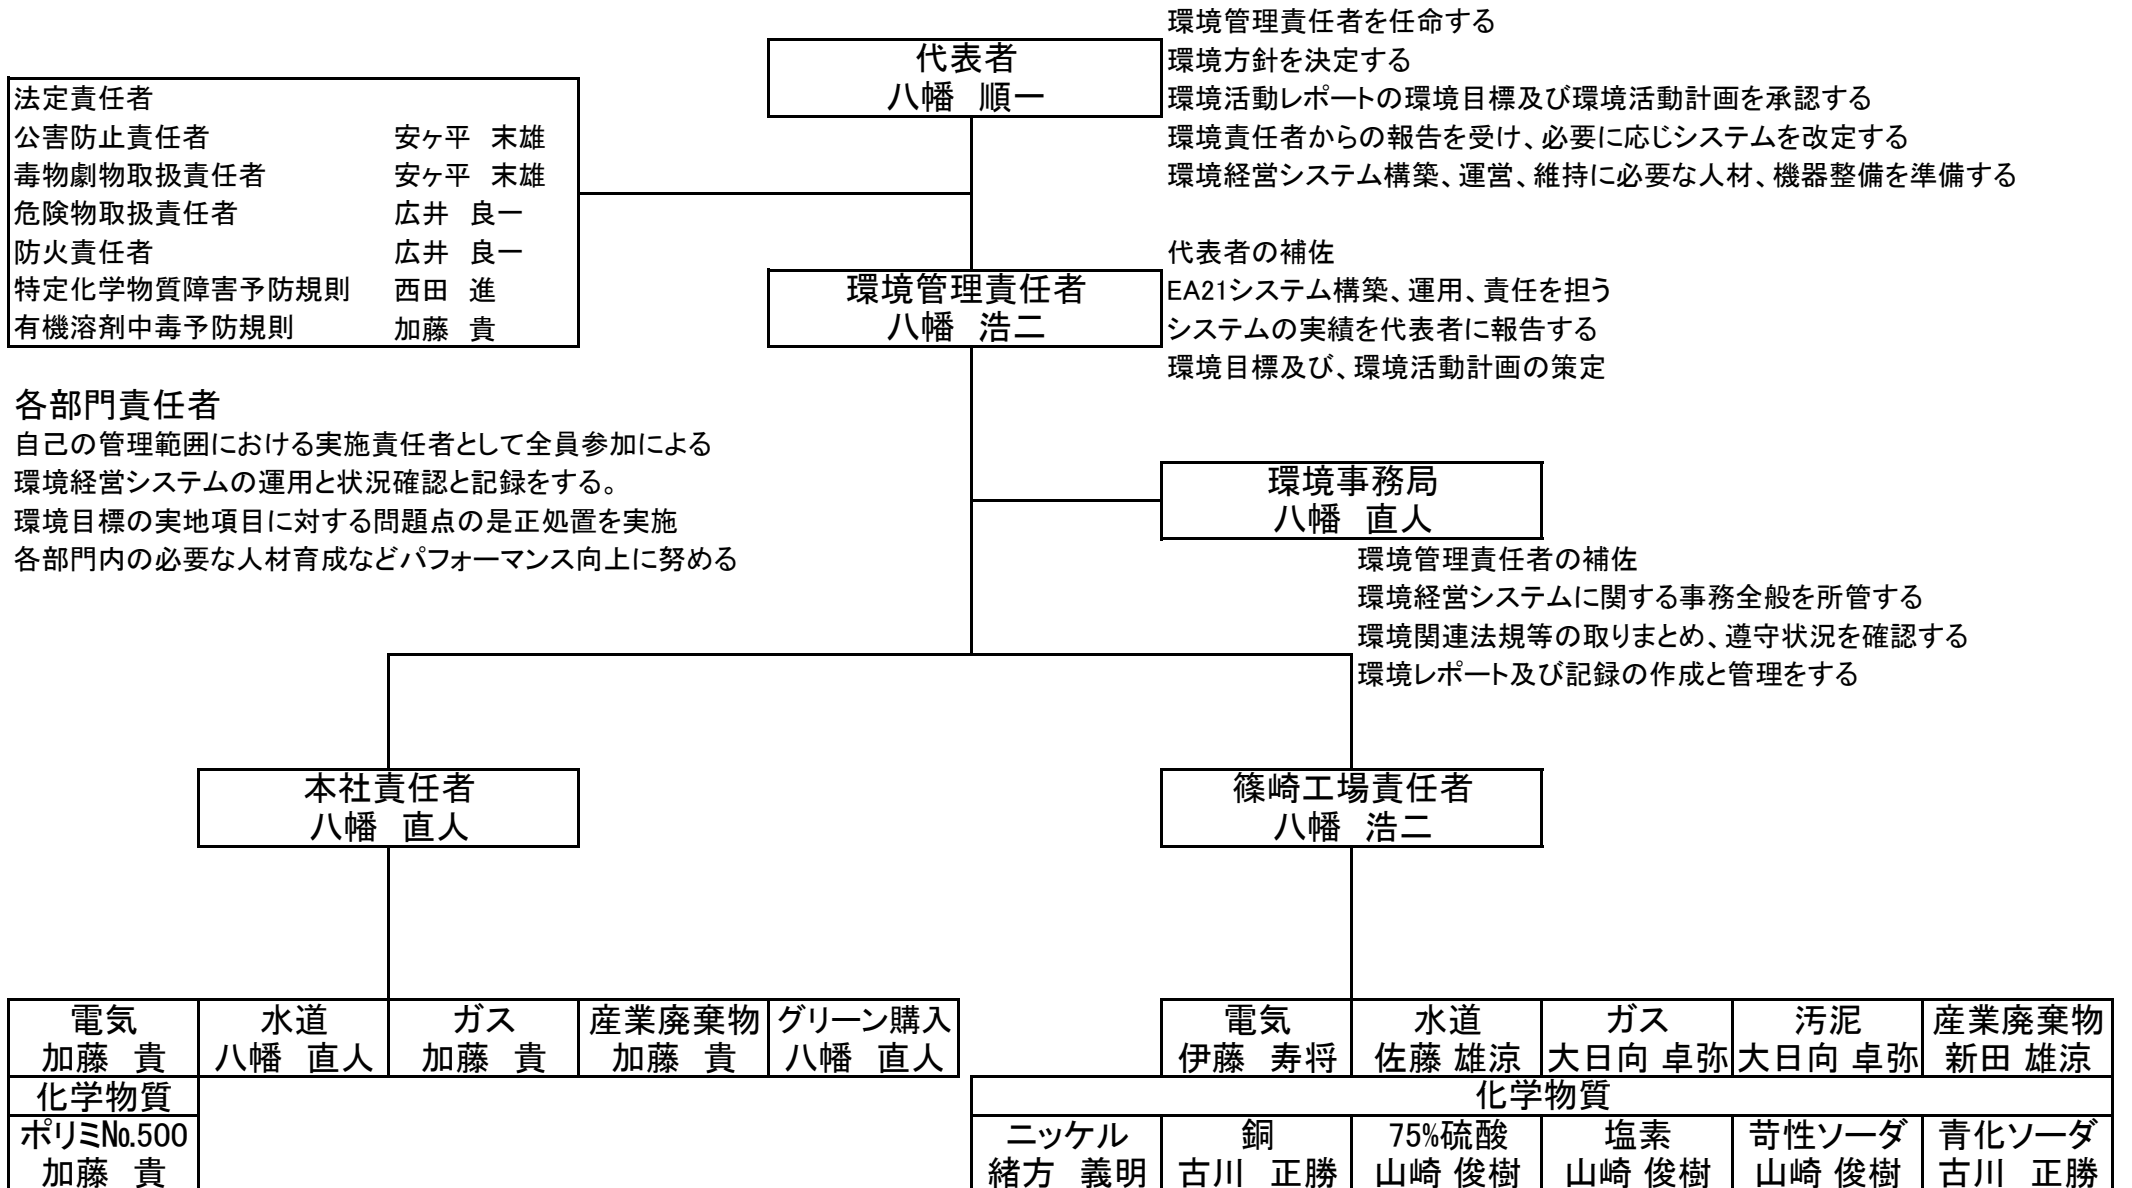 環境管理責任者を任命する
代表者
八幡 順一
環境方針を決定する
環境活動レポートの環境目標及び環境活動計画を承認する
環境責任者からの報告を受け、必要に応じシステムを改定する
環境経営システム構築、運営、維持に必要な人材、機器整備を準備する
法定責任者
公害防止責任者 安ヶ平 末雄
毒物劇物取扱責任者 安ヶ平 末雄
危険物取扱責任者 広井 良一
防火責任者 広井 良一
特定化学物質障害予防規則 西田 進
有機溶剤中毒予防規則 加藤 貴
環境管理責任者
八幡 浩二
代表者の補佐
EA21システム構築、運用、責任を担う
システムの実績を代表者に報告する
環境目標及び、環境活動計画の策定
各部門責任者
自己の管理範囲における実施責任者として全員参加による
環境経営システムの運用と状況確認と記録をする。
環境目標の実地項目に対する問題点の是正処置を実施
各部門内の必要な人材育成などパフォーマンス向上に努める
環境事務局
八幡 直人
環境管理責任者の補佐
環境経営システムに関する事務全般を所管する
環境関連法規等の取りまとめ、遵守状況を確認する
環境レポート及び記録の作成と管理をする
本社責任者
八幡 直人
篠崎工場責任者
八幡 浩二
電気 水道 ガス 産業廃棄物 グリーン購入
加藤 貴 八幡 直人 加藤 貴 加藤 貴 八幡 直人
化学物質
ポリミ№500
加藤 貴
電気 水道 ガス 汚泥 産業廃棄物
伊藤 寿将 佐藤 雄涼 大日向 卓弥 大日向 卓弥 新田 雄涼
化学物質
ニッケル 銅 75%硫酸 塩素 苛性ソーダ 青化ソーダ
緒方 義明 古川 正勝 山崎 俊樹 山崎 俊樹 山崎 俊樹 古川 正勝